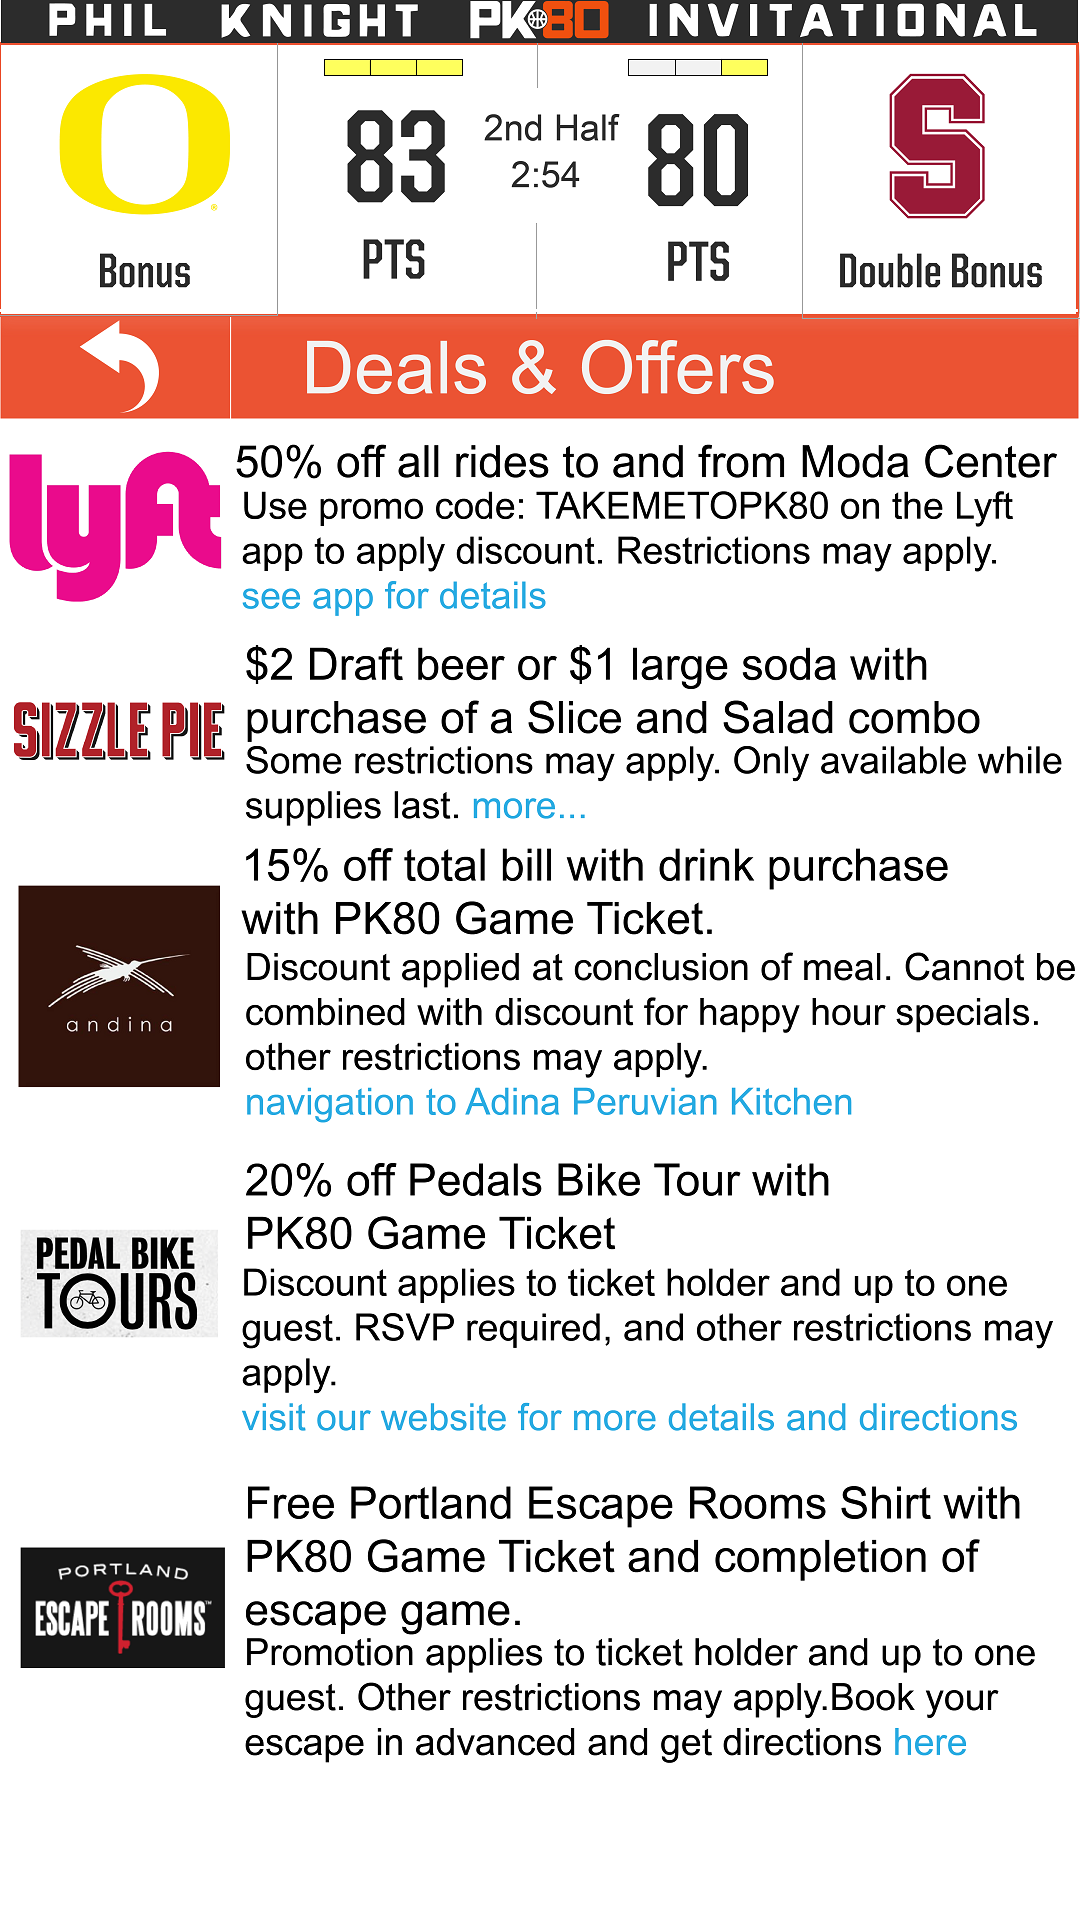 PHIL KNIGHT PK80 INVITATIONAL
83 2nd Half 80
2:54
PTS PTS
Bonus Double Bonus
Deals & Offers
lyft
50% off all rides to and from Moda Center
Use promo code: TAKEMETOPK80 on the Lyft
app to apply discount. Restrictions may apply.
see app for details
SIZZLE PIE
$2 Draft beer or $1 large soda with
purchase of a Slice and Salad combo
Some restrictions may apply. Only available while
supplies last. more...
andina
15% off total bill with drink purchase
with PK80 Game Ticket.
Discount applied at conclusion of meal. Cannot be
combined with discount for happy hour specials.
other restrictions may apply.
navigation to Adina Peruvian Kitchen
PEDAL BIKE
TOURS
20% off Pedals Bike Tour with
PK80 Game Ticket
Discount applies to ticket holder and up to one
guest. RSVP required, and other restrictions may
apply.
visit our website for more details and directions
PORTLAND
ESCAPE ROOMS™
Free Portland Escape Rooms Shirt with
PK80 Game Ticket and completion of
escape game.
Promotion applies to ticket holder and up to one
guest. Other restrictions may apply.Book your
escape in advanced and get directions here